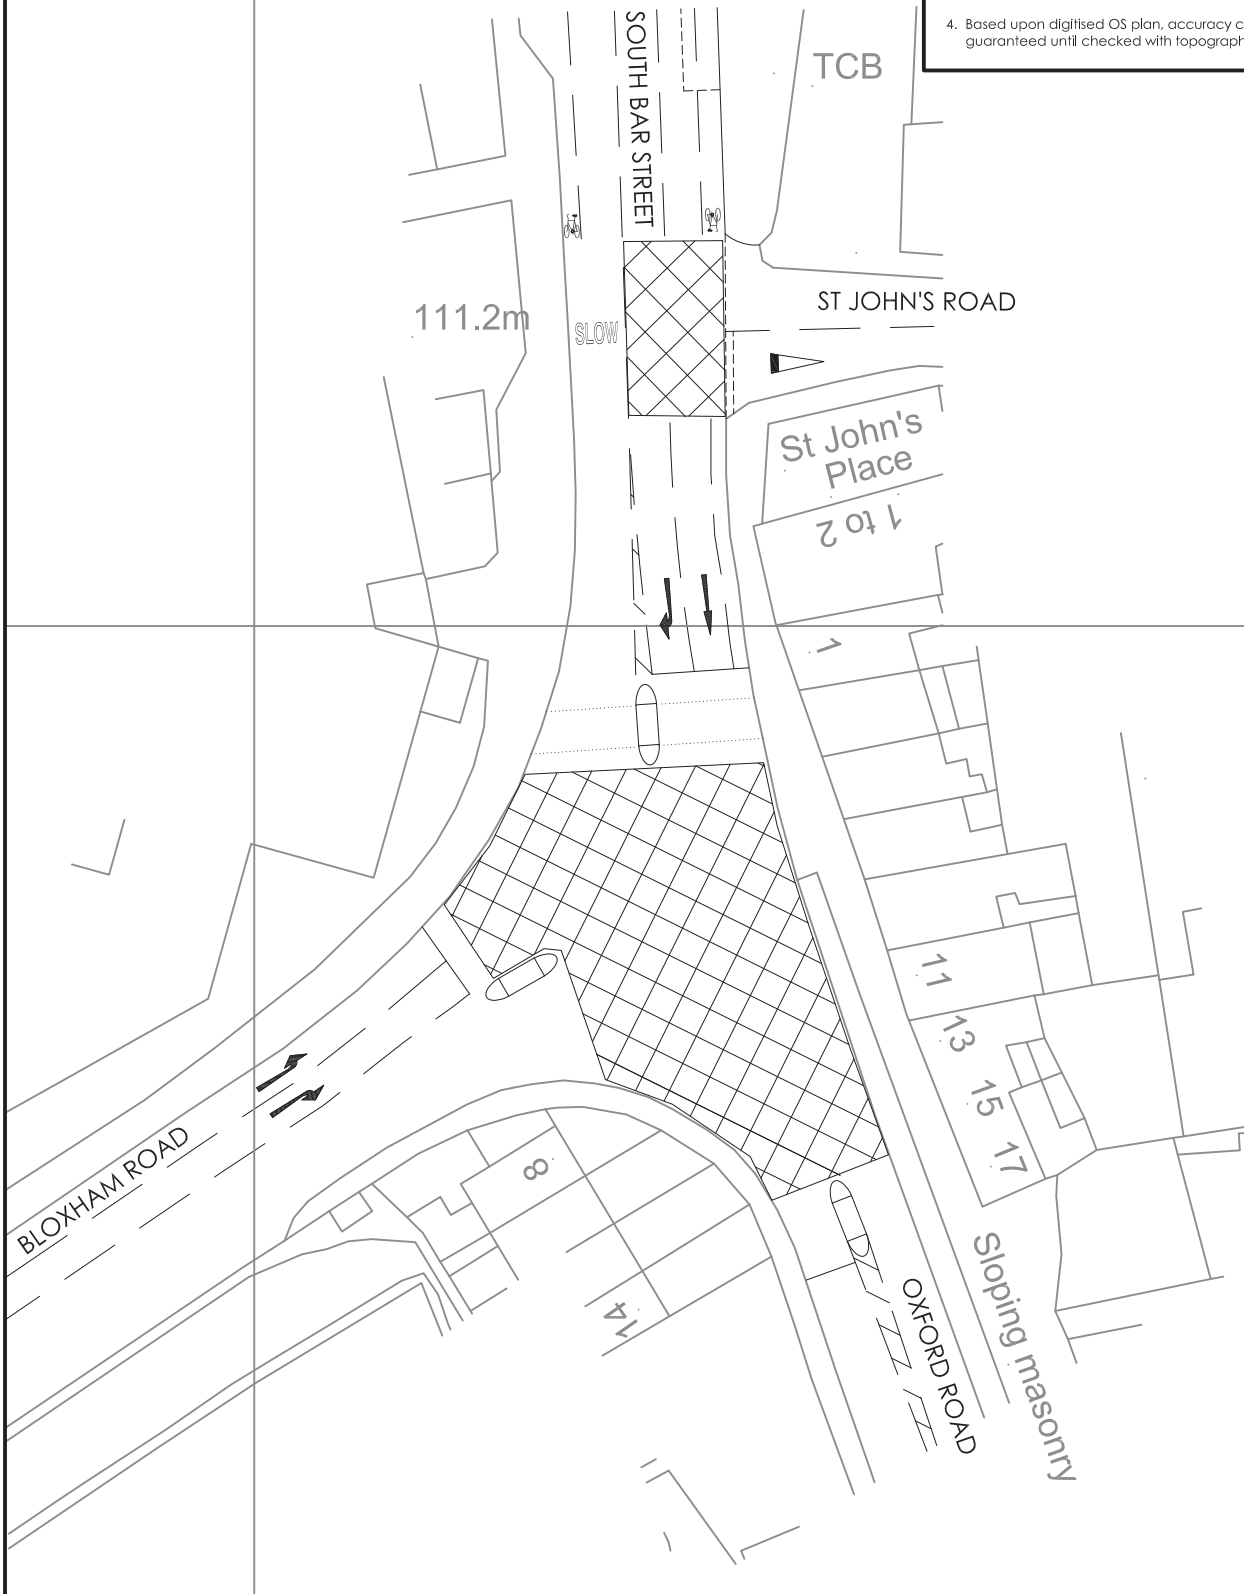 4. Based upon digitised OS plan, accuracy c
guaranteed until checked with topograph
SOUTH BAR STREET
TCB
ST JOHN'S ROAD
111.2m
SLOW
St John's
Place
1 to 2
1
11
13
15
17
BLOXHAM ROAD
8
14
OXFORD ROAD
Sloping masonry